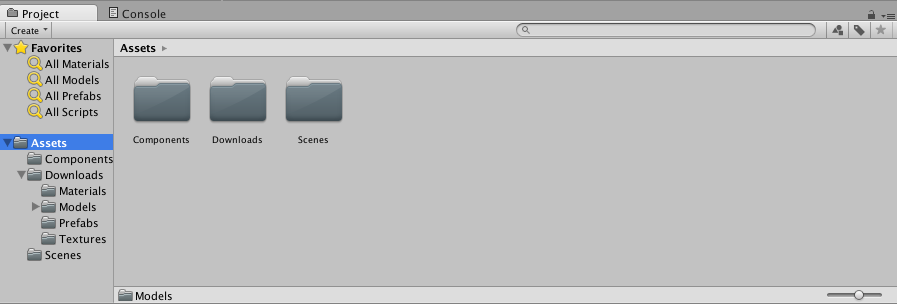 Project Console
Create
Favorites
All Materials
All Models
All Prefabs
All Scripts
Assets
Components
Downloads
Materials
Models
Prefabs
Textures
Scenes
Assets
Components Downloads Scenes
Models